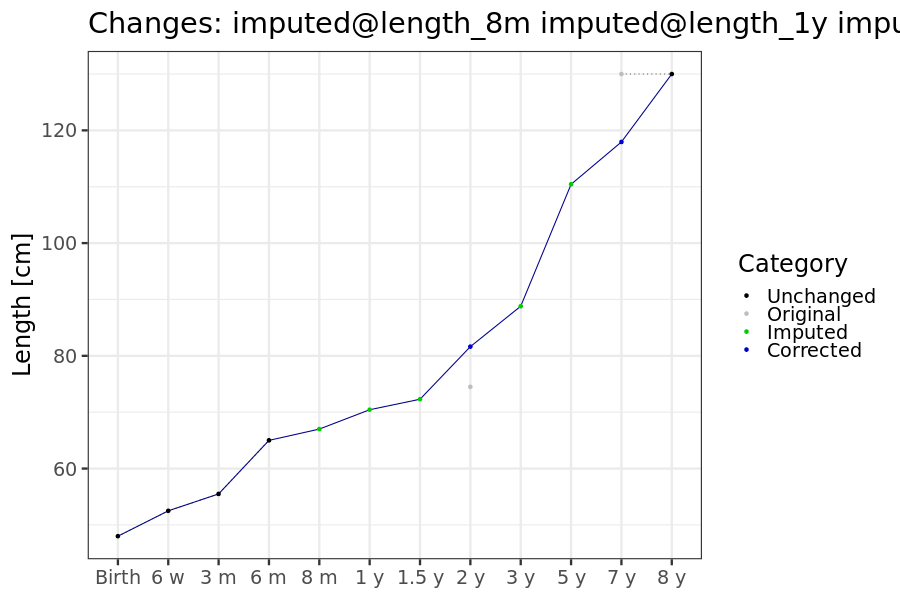 Changes: imputed@length_8m imputed@length_1y impu
Length [cm]
120
100
80
60
Birth 6 w 3 m 6 m 8 m 1 y 1.5 y 2 y 3 y 5 y 7 y 8 y
Category
Unchanged
Original
Imputed
Corrected